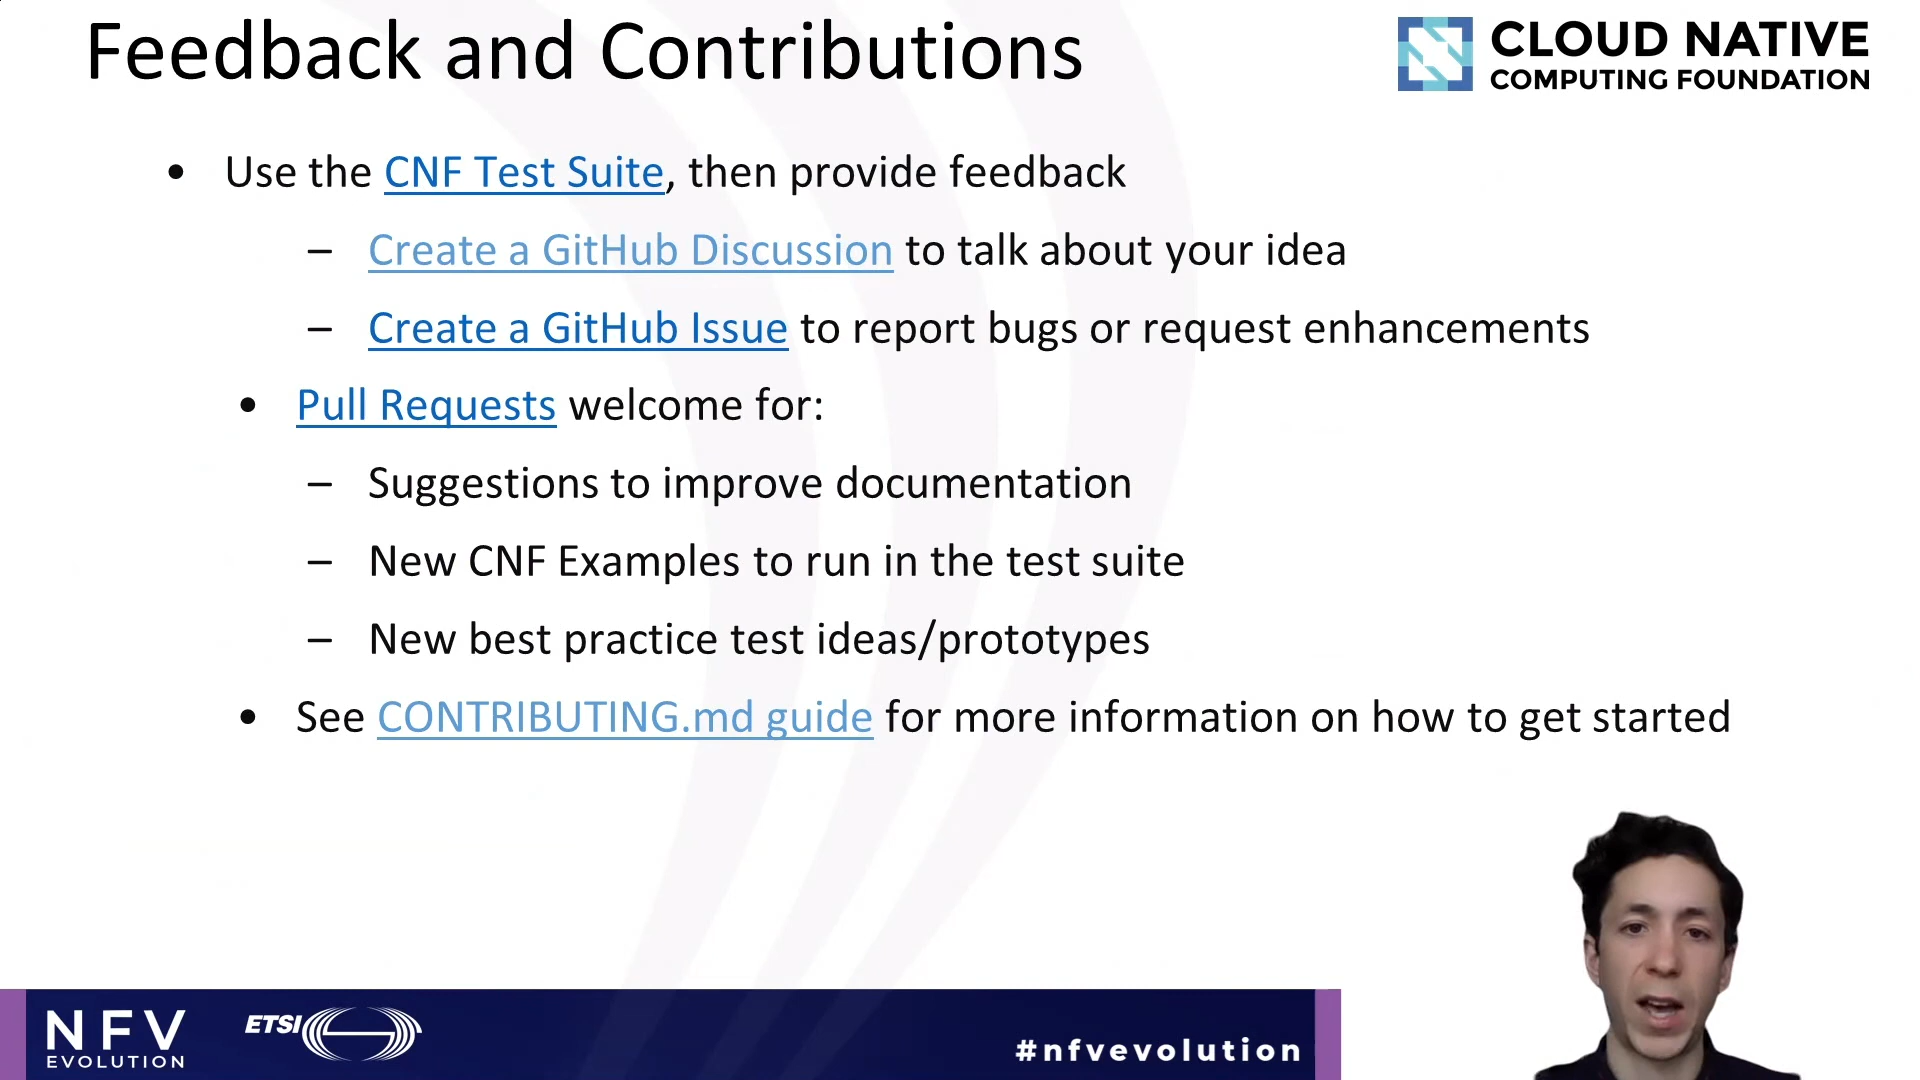 Feedback and Contributions
CLOUD NATIVE
COMPUTING FOUNDATION
• Use the CNF Test Suite, then provide feedback
– Create a GitHub Discussion to talk about your idea
– Create a GitHub Issue to report bugs or request enhancements
• Pull Requests welcome for:
– Suggestions to improve documentation
– New CNF Examples to run in the test suite
– New best practice test ideas/prototypes
• See CONTRIBUTING.md guide for more information on how to get started
NFV
EVOLUTION
ETSI
#nfvevolution